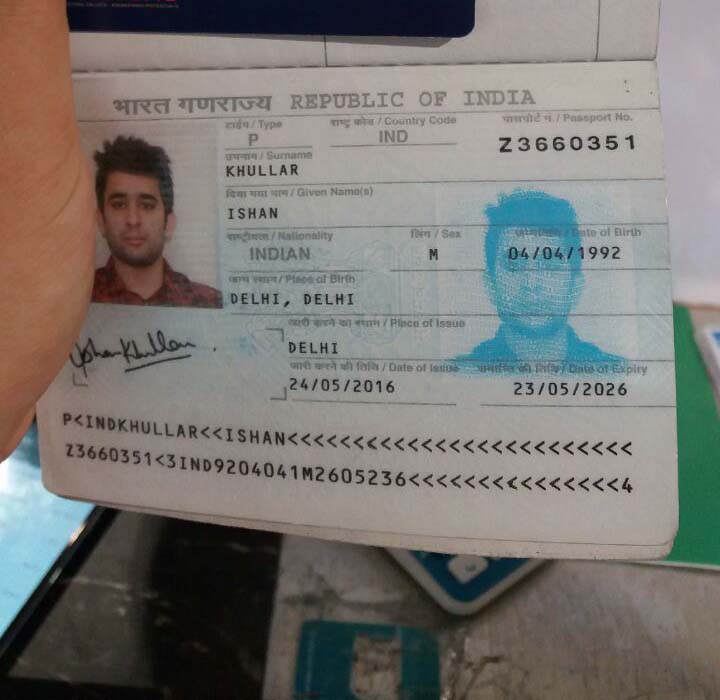 भारत गणराज्य REPUBLIC OF INDIA
टाईप / Type राष्ट्र कोड / Country Code पासपोर्ट नं. / Passport No.
P IND Z3660351
उपनाम / Surname
KHULLAR
दिया गया नाम / Given Name(s)
ISHAN
राष्ट्रीयता / Nationality लिंग / Sex जन्मतिथि / Date of Birth
INDIAN M 04/04/1992
जन्म स्थान / Place of Birth
DELHI, DELHI
जारी करने का स्थान / Place of Issue
DELHI
Ishan Khullar
जारी करने की तिथि / Date of Issue समाप्ति की तिथि / Date of Expiry
24/05/2016 23/05/2026
P<INDKHULLAR<<ISHAN<<<<<<<<<<<<<<<<<<<<<<<<<
Z3660351<3IND9204041M2605236<<<<<<<<<<<<<<<4